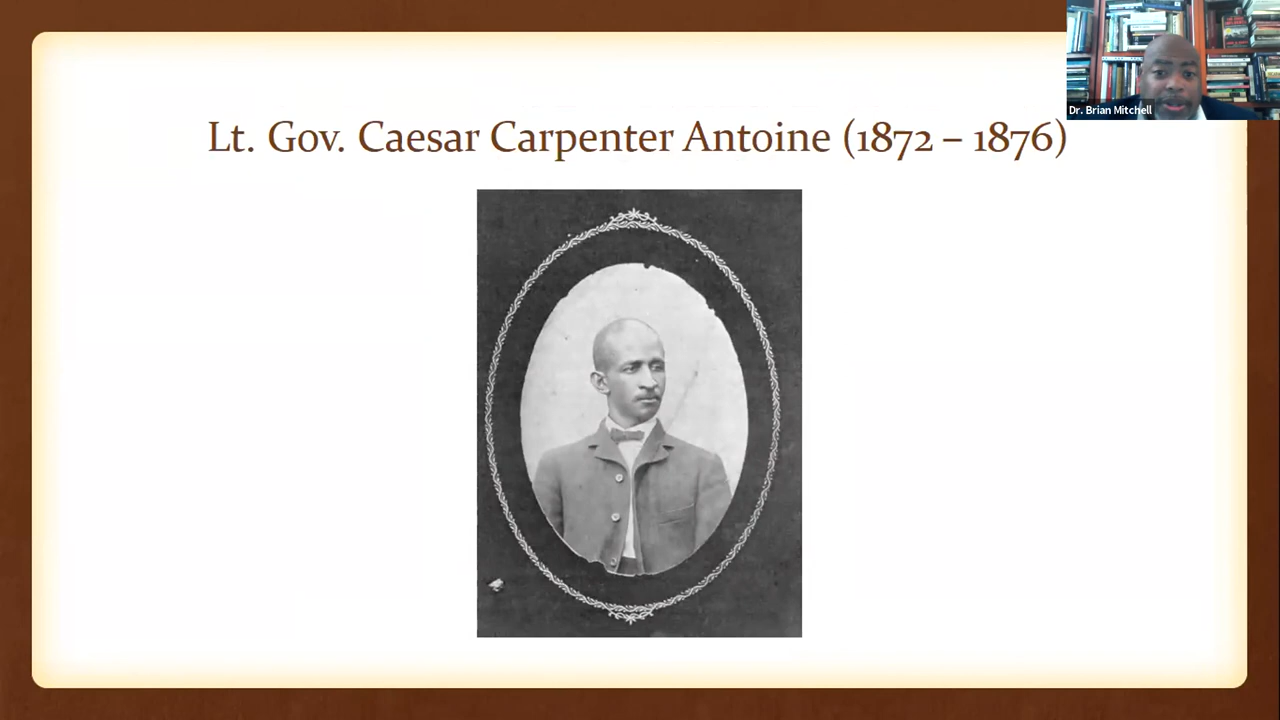 Lt. Gov. Caesar Carpenter Antoine (1872 – 1876)
Dr. Brian Mitchell